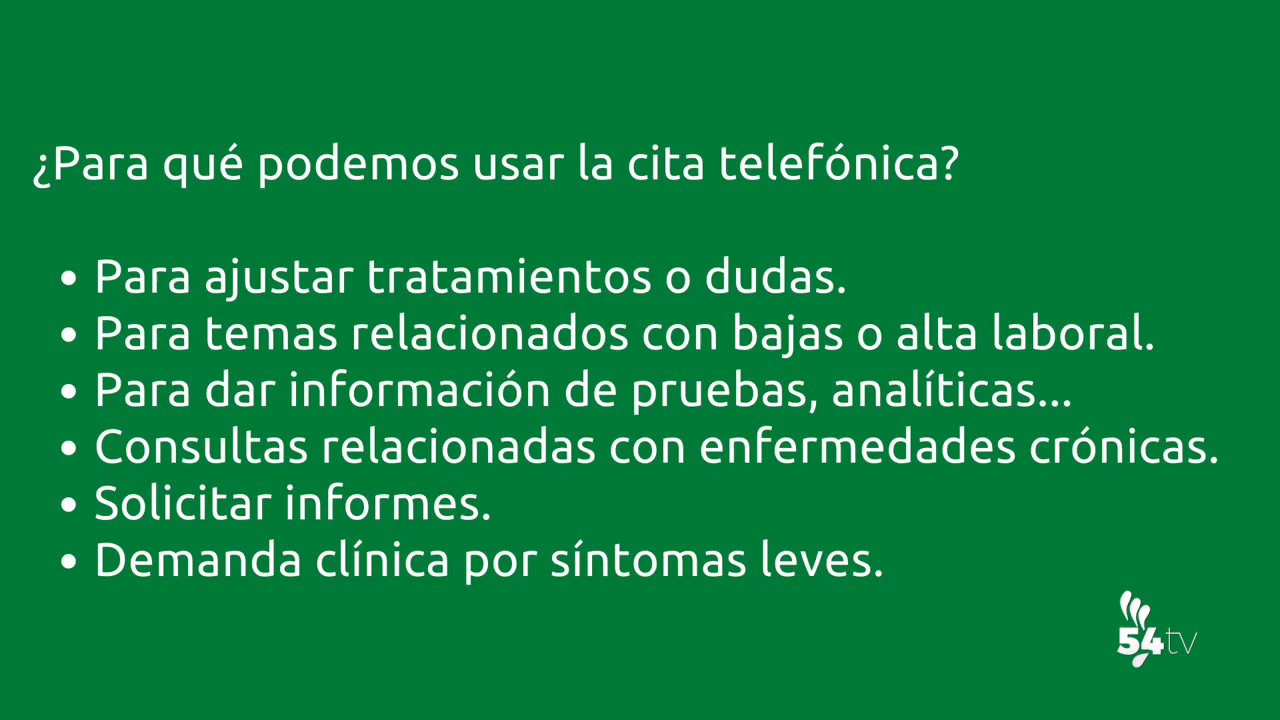 ¿Para qué podemos usar la cita telefónica?
• Para ajustar tratamientos o dudas.
• Para temas relacionados con bajas o alta laboral.
• Para dar información de pruebas, analíticas...
• Consultas relacionadas con enfermedades crónicas.
• Solicitar informes.
• Demanda clínica por síntomas leves.
54tv